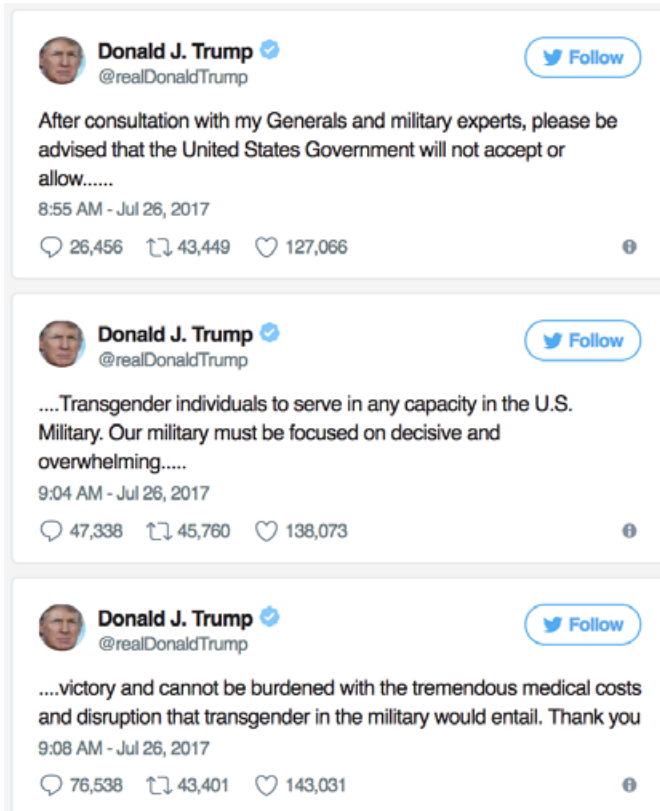 Donald J. Trump
Follow
@realDonaldTrump
After consultation with my Generals and military experts, please be
advised that the United States Government will not accept or
allow......
8:55 AM - Jul 26, 2017
26,456 43,449 127,066
Donald J. Trump
Follow
@realDonaldTrump
....Transgender individuals to serve in any capacity in the U.S.
Military. Our military must be focused on decisive and
overwhelming.....
9:04 AM - Jul 26, 2017
47,338 45,760 138,073
Donald J. Trump
Follow
@realDonaldTrump
....victory and cannot be burdened with the tremendous medical costs
and disruption that transgender in the military would entail. Thank you
9:08 AM - Jul 26, 2017
76,538 43,401 143,031